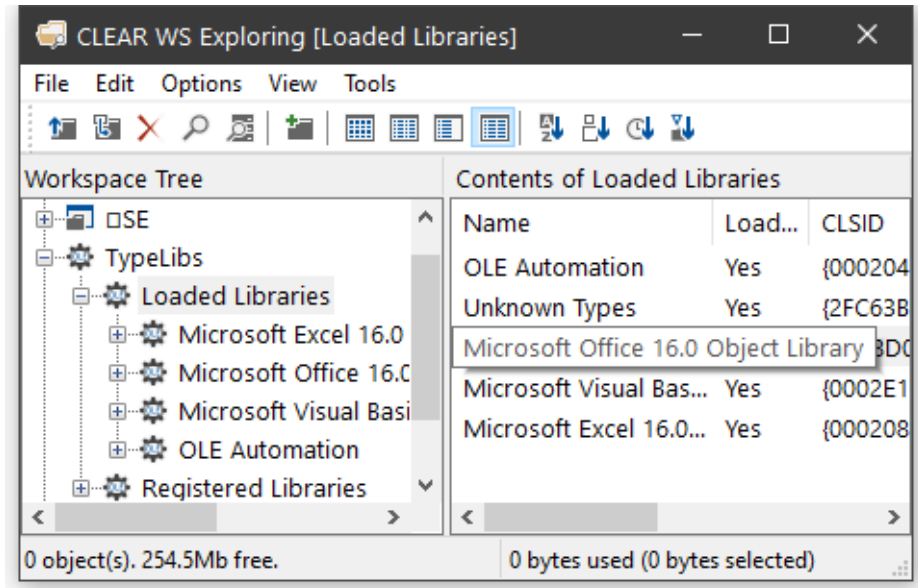 CLEAR WS Exploring [Loaded Libraries]
File Edit Options View Tools
Workspace Tree
⎕SE
TypeLibs
Loaded Libraries
Microsoft Excel 16.0
Microsoft Office 16.0
Microsoft Visual Basi
OLE Automation
Registered Libraries
Contents of Loaded Libraries
Name Load... CLSID
OLE Automation Yes {000204
Unknown Types Yes {2FC63B
Microsoft Office 16.0 Object Library BD0
Microsoft Visual Bas... Yes {0002E1
Microsoft Excel 16.0... Yes {000208
0 object(s). 254.5Mb free.
0 bytes used (0 bytes selected)